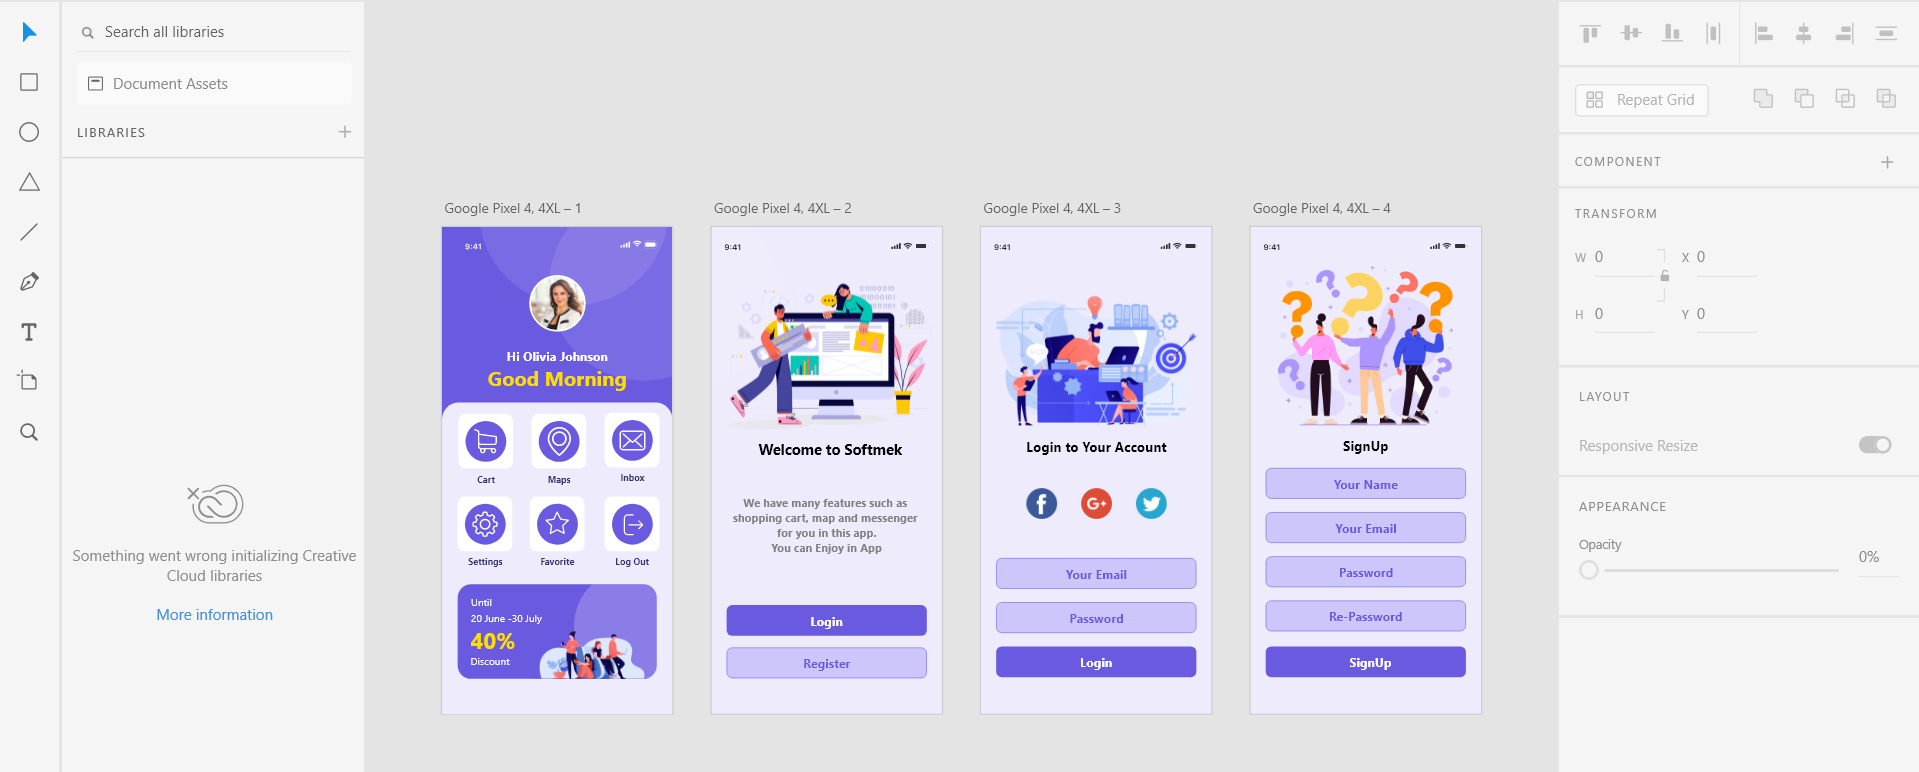 Search all libraries
Document Assets
LIBRARIES
Something went wrong initializing Creative
Cloud libraries
More information
Google Pixel 4, 4XL – 1
9:41
Hi Olivia Johnson
Good Morning
Cart
Maps
Inbox
Settings
Favorite
Log Out
Until
20 June -30 July
40%
Discount
Google Pixel 4, 4XL – 2
9:41
Welcome to Softmek
We have many features such as
shopping cart, map and messenger
for you in this app.
You can Enjoy in App
Login
Register
Google Pixel 4, 4XL – 3
9:41
Login to Your Account
f
G+
Your Email
Password
Login
Google Pixel 4, 4XL – 4
9:41
SignUp
Your Name
Your Email
Password
Re-Password
SignUp
Repeat Grid
COMPONENT
TRANSFORM
W 0
X 0
H 0
Y 0
LAYOUT
Responsive Resize
APPEARANCE
Opacity
0%